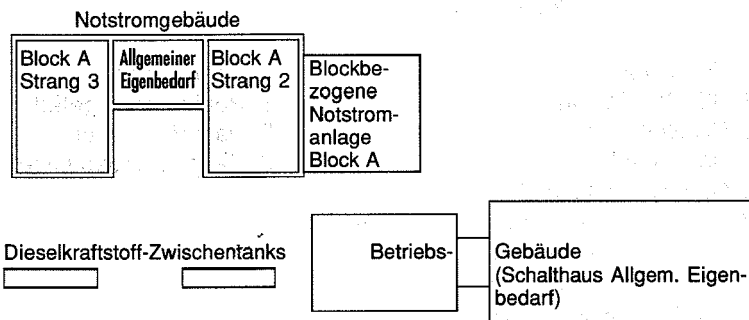 Notstromgebäude
Block A
Strang 3
Allgemeiner
Eigenbedarf
Block A
Strang 2
Blockbe-
zogene
Notstrom-
anlage
Block A
Dieselkraftstoff-Zwischentanks
Betriebs-
Gebäude
(Schalthaus Allgem. Eigen-
bedarf)